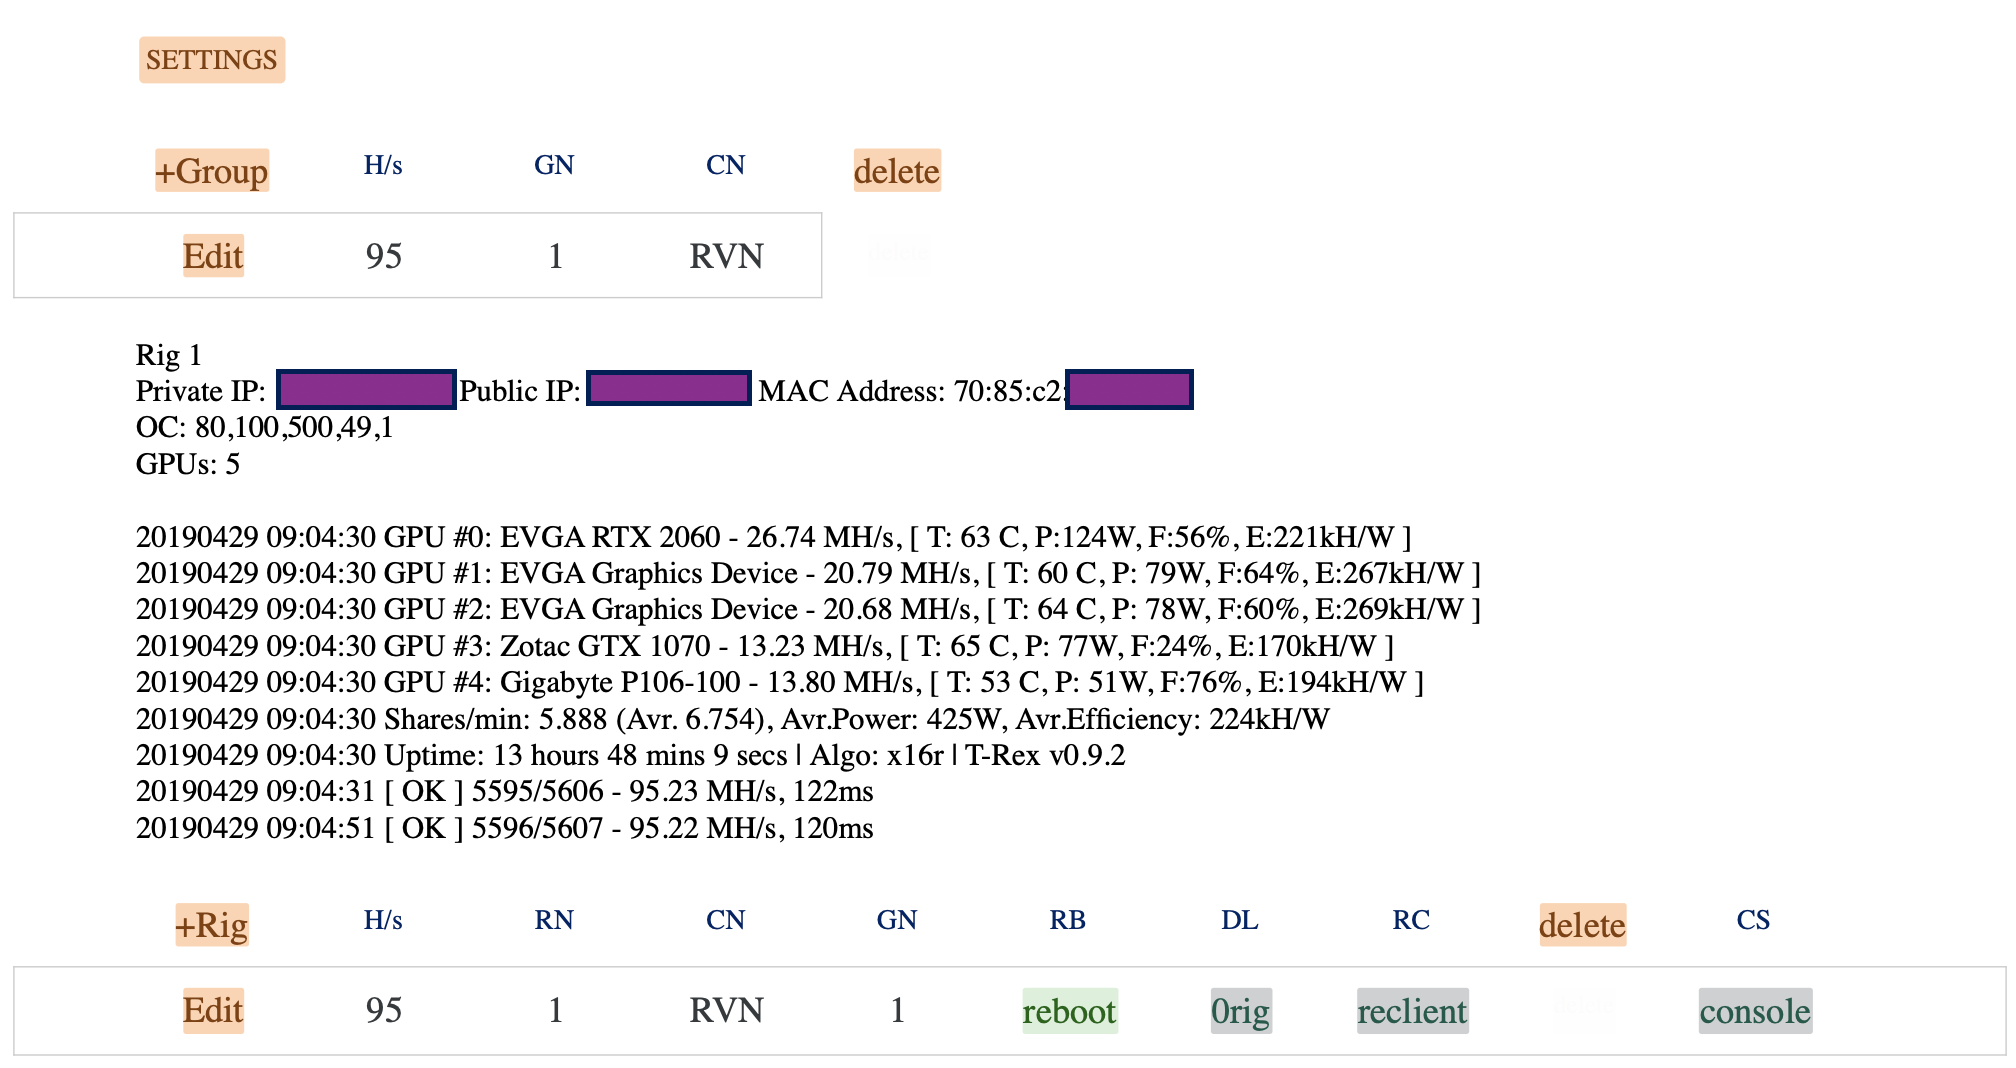 SETTINGS
+Group H/s GN CN delete
Edit 95 1 RVN
Rig 1
Private IP: Public IP: MAC Address: 70:85:c2:
OC: 80,100,500,49,1
GPUs: 5
20190429 09:04:30 GPU #0: EVGA RTX 2060 - 26.74 MH/s, [ T: 63 C, P:124W, F:56%, E:221kH/W ]
20190429 09:04:30 GPU #1: EVGA Graphics Device - 20.79 MH/s, [ T: 60 C, P: 79W, F:64%, E:267kH/W ]
20190429 09:04:30 GPU #2: EVGA Graphics Device - 20.68 MH/s, [ T: 64 C, P: 78W, F:60%, E:269kH/W ]
20190429 09:04:30 GPU #3: Zotac GTX 1070 - 13.23 MH/s, [ T: 65 C, P: 77W, F:24%, E:170kH/W ]
20190429 09:04:30 GPU #4: Gigabyte P106-100 - 13.80 MH/s, [ T: 53 C, P: 51W, F:76%, E:194kH/W ]
20190429 09:04:30 Shares/min: 5.888 (Avr. 6.754), Avr.Power: 425W, Avr.Efficiency: 224kH/W
20190429 09:04:30 Uptime: 13 hours 48 mins 9 secs | Algo: x16r | T-Rex v0.9.2
20190429 09:04:31 [ OK ] 5595/5606 - 95.23 MH/s, 122ms
20190429 09:04:51 [ OK ] 5596/5607 - 95.22 MH/s, 120ms
+Rig H/s RN CN GN RB DL RC delete CS
Edit 95 1 RVN 1 reboot 0rig reclient console